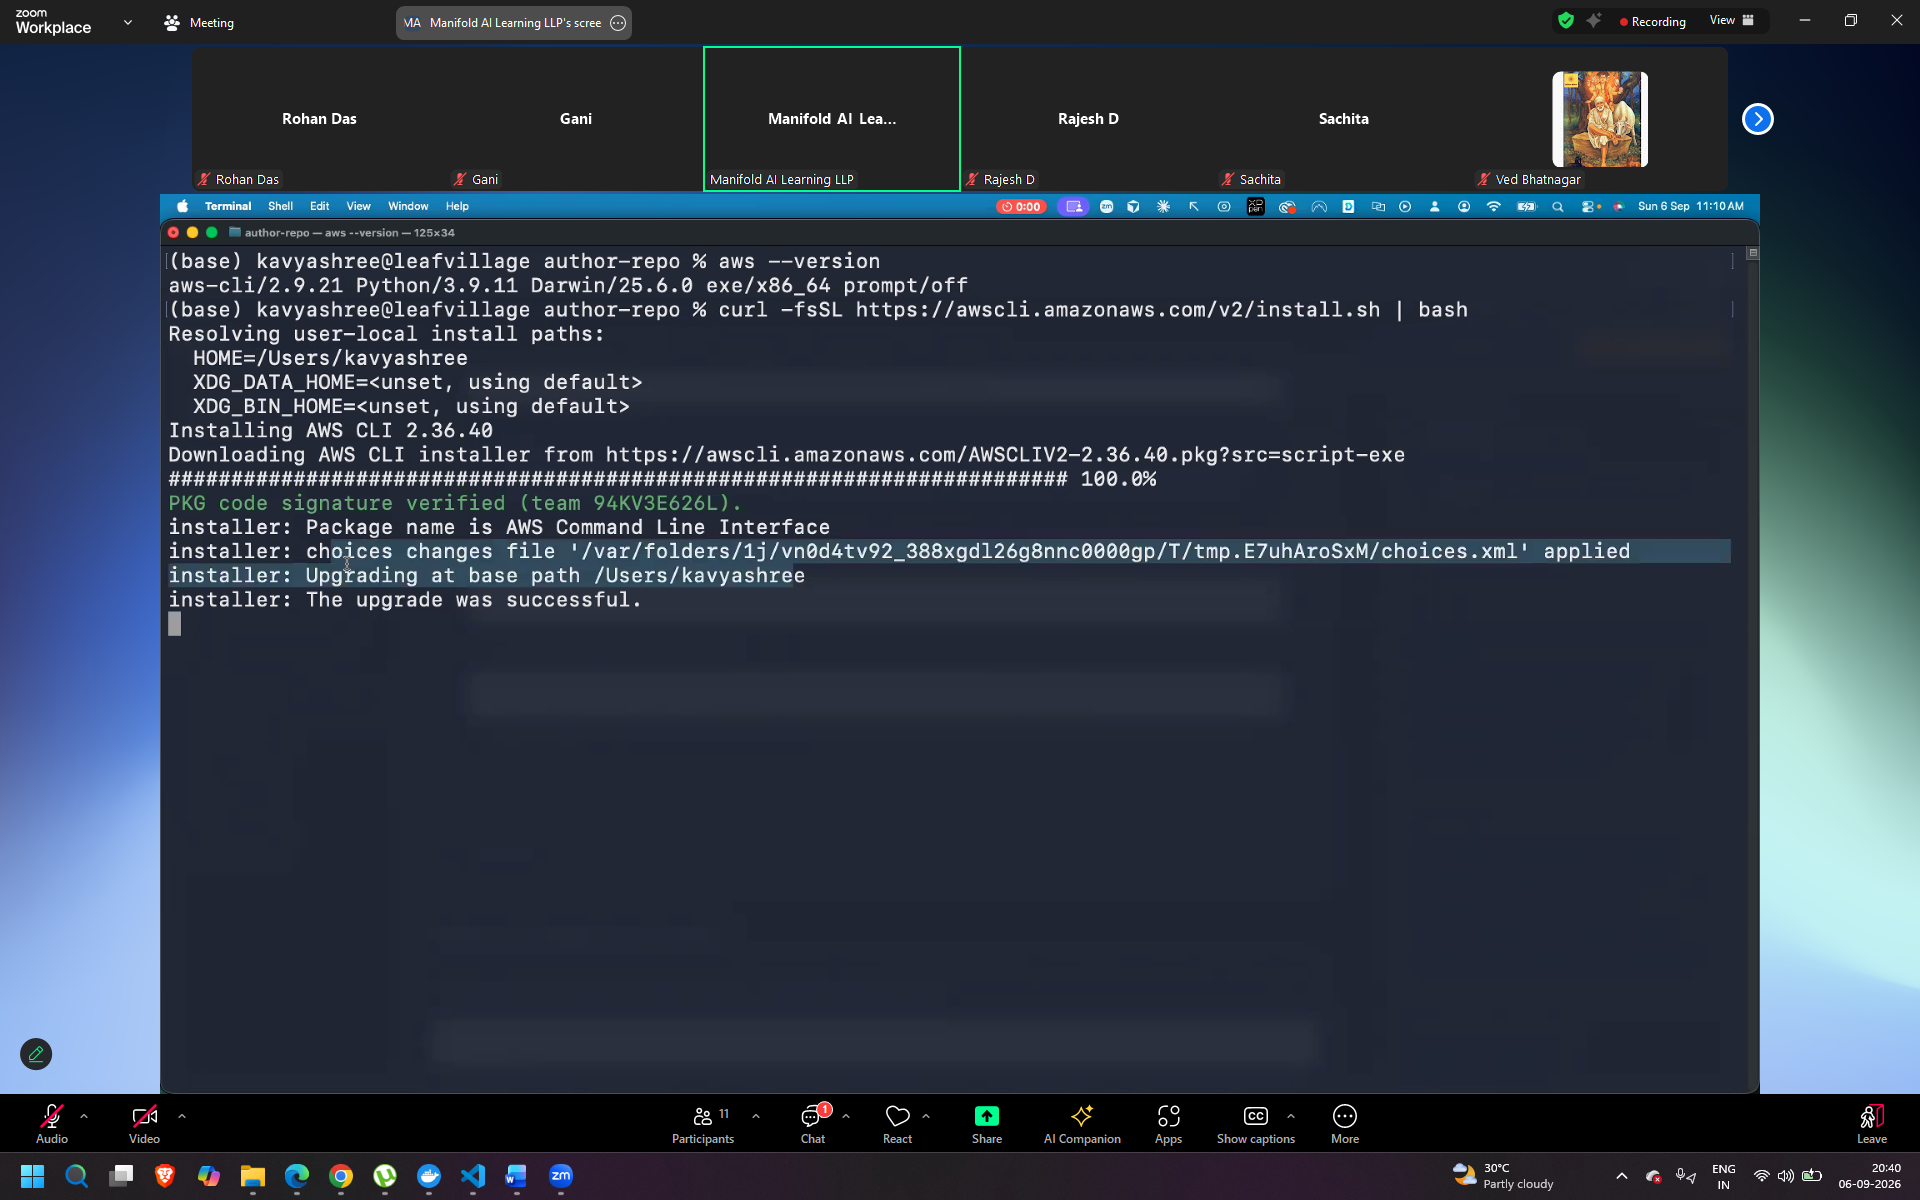 zoom
Workplace
Meeting
MA Manifold AI Learning LLP's scree
Recording
View
Rohan Das
Gani
Manifold AI Lea...
Rajesh D
Sachita
Rohan Das
Gani
Manifold AI Learning LLP
Rajesh D
Sachita
Ved Bhatnagar
Terminal Shell Edit View Window Help
0:00
Sun 6 Sep 11:10 AM
author-repo — aws --version — 125×34
(base) kavyashree@leafvillage author-repo % aws --version
aws-cli/2.9.21 Python/3.9.11 Darwin/25.6.0 exe/x86_64 prompt/off
(base) kavyashree@leafvillage author-repo % curl -fsSL https://awscli.amazonaws.com/v2/install.sh | bash
Resolving user-local install paths:
HOME=/Users/kavyashree
XDG_DATA_HOME=<unset, using default>
XDG_BIN_HOME=<unset, using default>
Installing AWS CLI 2.36.40
Downloading AWS CLI installer from https://awscli.amazonaws.com/AWSCLIV2-2.36.40.pkg?src=script-exe
######################################################################## 100.0%
PKG code signature verified (team 94KV3E626L).
installer: Package name is AWS Command Line Interface
installer: choices changes file '/var/folders/1j/vn0d4tv92_388xgdl26g8nnc0000gp/T/tmp.E7uhAroSxM/choices.xml' applied
installer: Upgrading at base path /Users/kavyashree
installer: The upgrade was successful.
Audio
Video
11
Participants
1
Chat
React
Share
AI Companion
Apps
CC
Show captions
More
Leave
zm
30°C
Partly cloudy
ENG
IN
20:40
06-09-2026